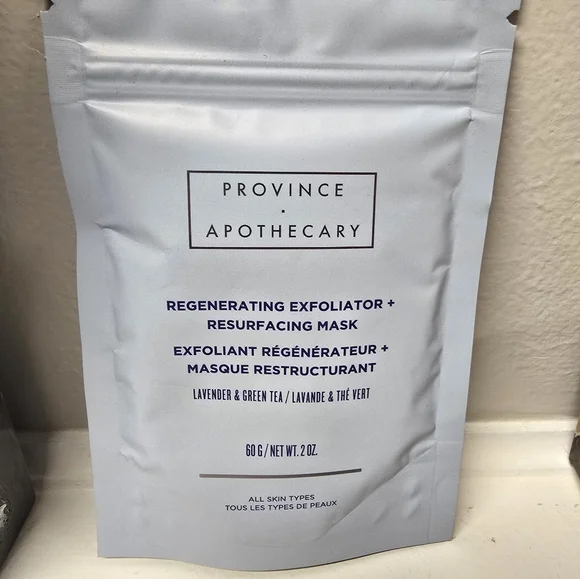 PROVINCE
·
APOTHECARY
REGENERATING EXFOLIATOR +
RESURFACING MASK
EXFOLIANT RÉGÉNÉRATEUR +
MASQUE RESTRUCTURANT
LAVENDER & GREEN TEA / LAVANDE & THÉ VERT
60 G / NET WT. 2 OZ.
ALL SKIN TYPES
TOUS LES TYPES DE PEAUX